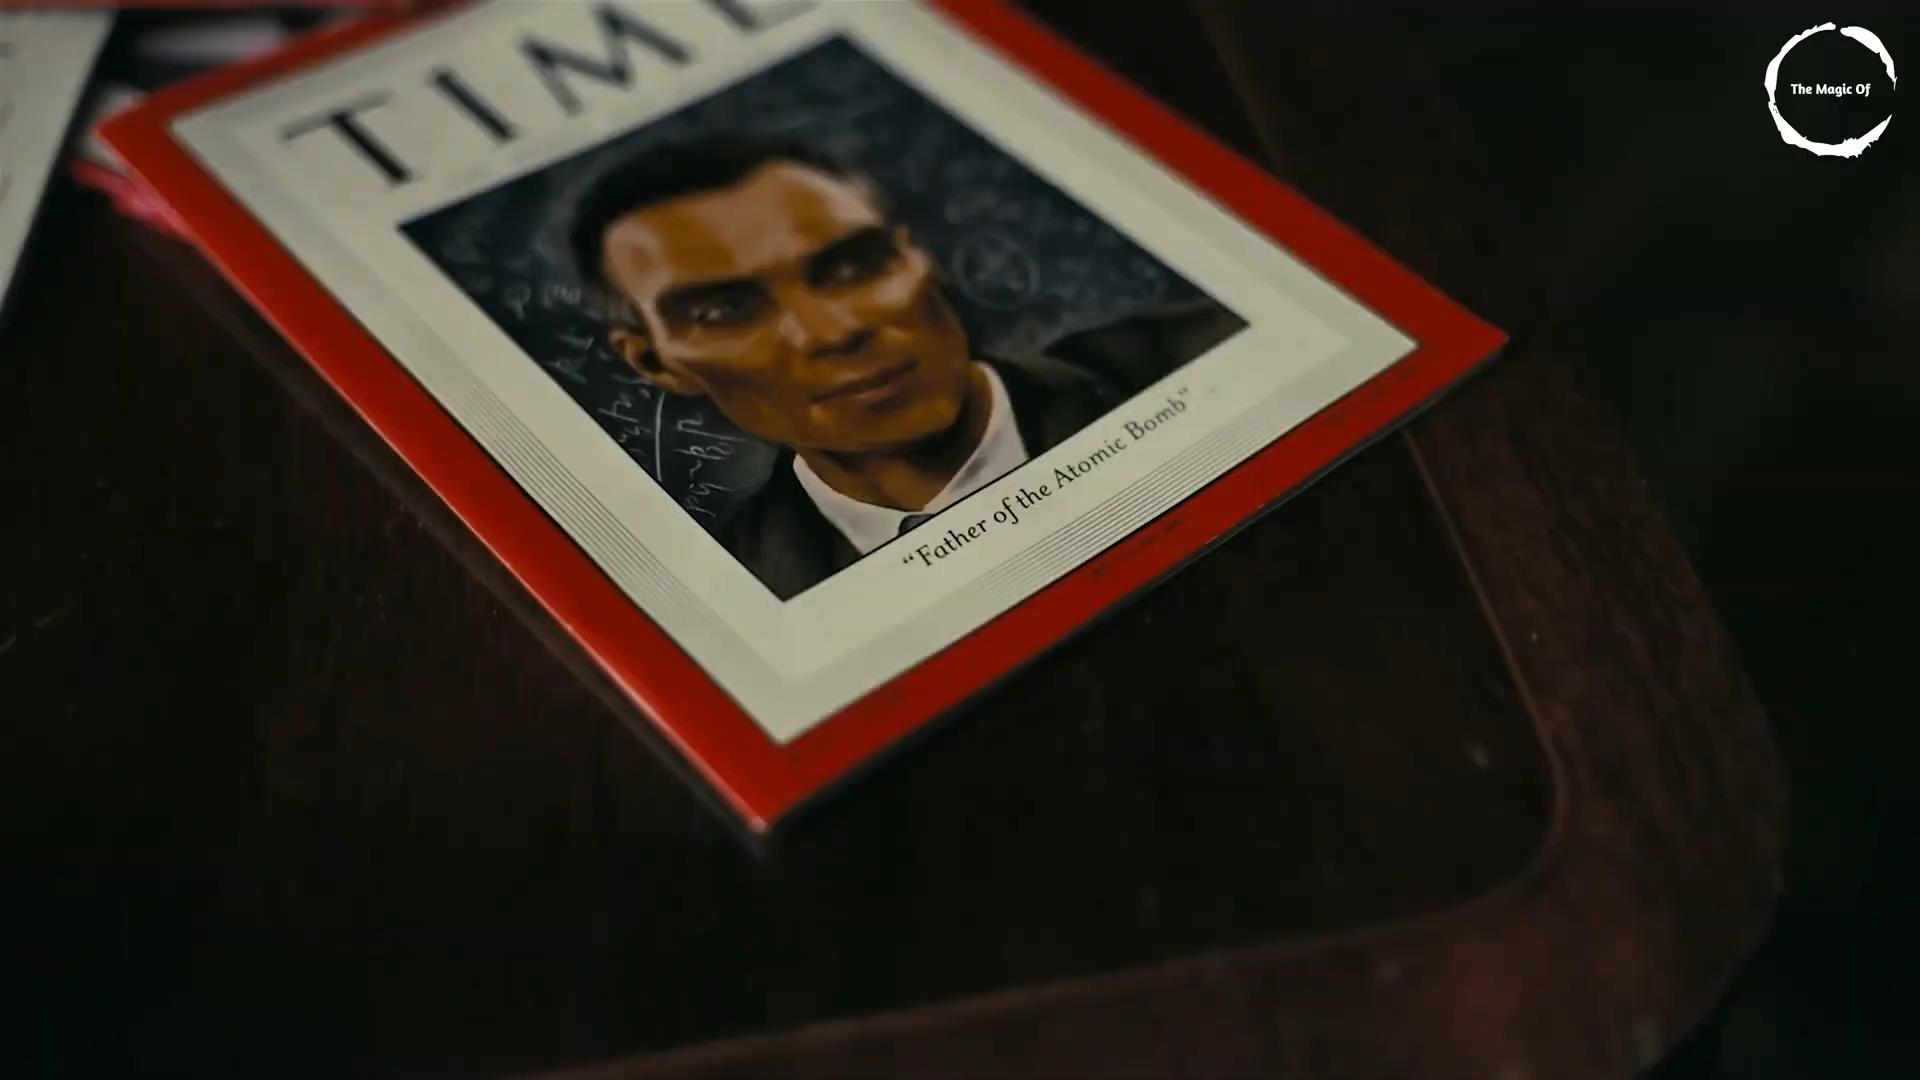 TIME
“Father of the Atomic Bomb”
The Magic Of